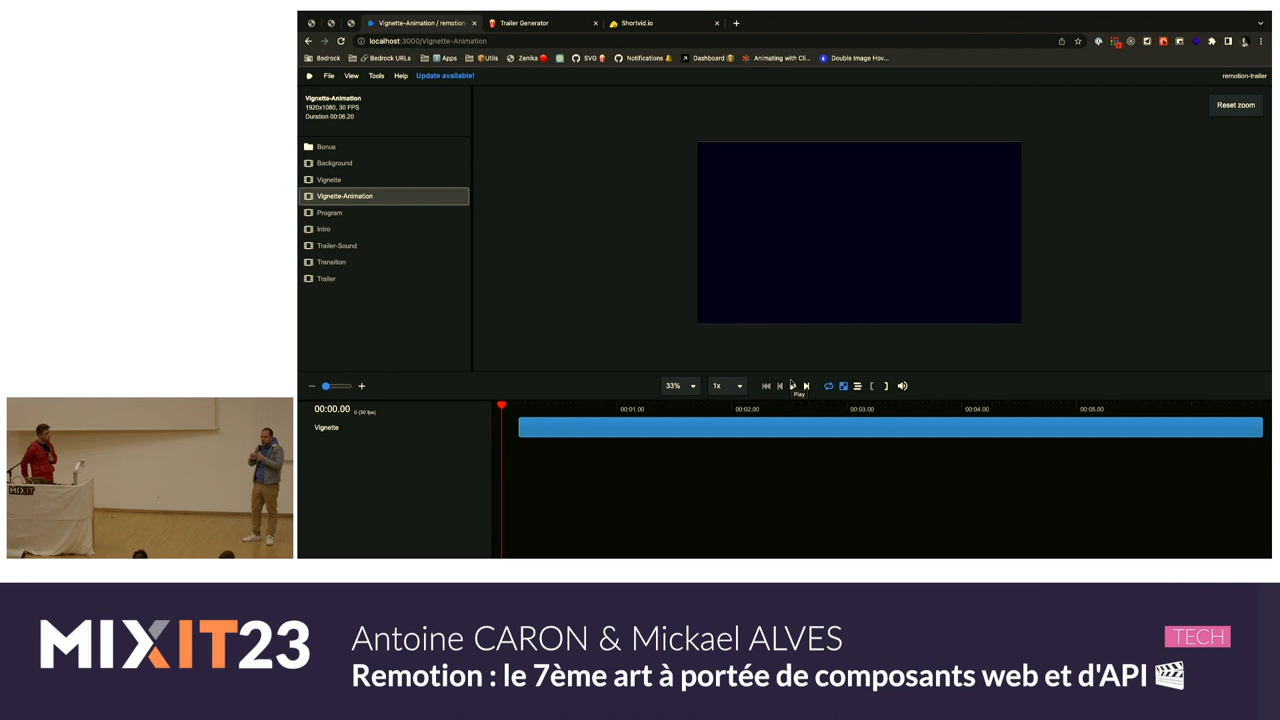 Vignette-Animation / remotion
Trailer Generator
Shortvid.io
localhost:3000/Vignette-Animation
Bedrock
Bedrock URLs
Apps
Utils
Zenika
SVG
Notifications
Dashboard
Animating with Cli...
Double Image Hov...
File View Tools Help Update available!
remotion-trailer
Vignette-Animation
1920x1080, 30 FPS
Duration 00:06.20
Reset zoom
Bonus
Background
Vignette
Vignette-Animation
Program
Intro
Trailer-Sound
Transition
Trailer
33%
1x
Play
00:00.00 0 (30 fps)
00:01.00 00:02.00 00:03.00 00:04.00 00:05.00
Vignette
MIXIT
MIXIT23
Antoine CARON & Mickael ALVES
TECH
Remotion : le 7ème art à portée de composants web et d'API